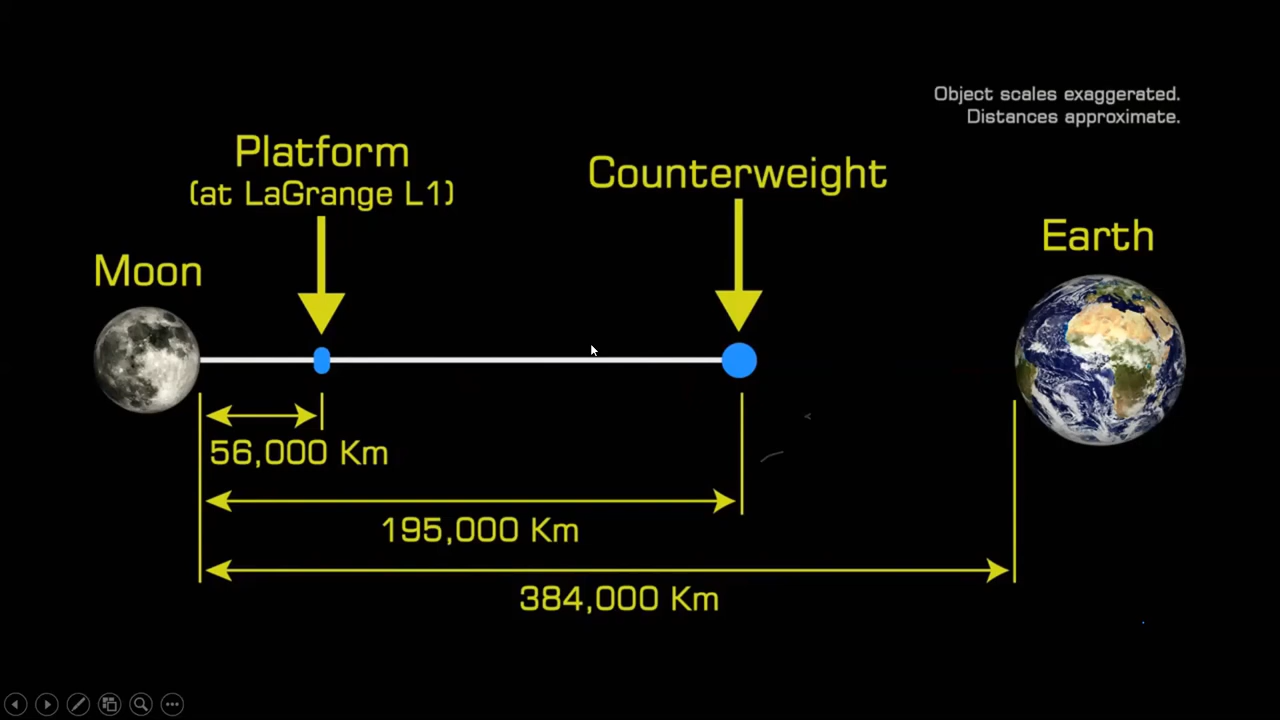 Object scales exaggerated.
Distances approximate.
Platform
(at LaGrange L1)
Counterweight
Earth
Moon
56,000 Km
195,000 Km
384,000 Km